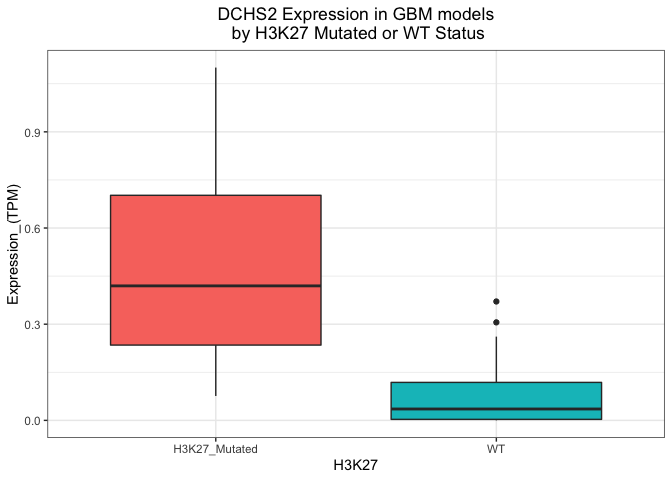 DCHS2 Expression in GBM models
by H3K27 Mutated or WT Status
Expression_(TPM)
0.9
0.6
0.3
0.0
H3K27_Mutated
WT
H3K27